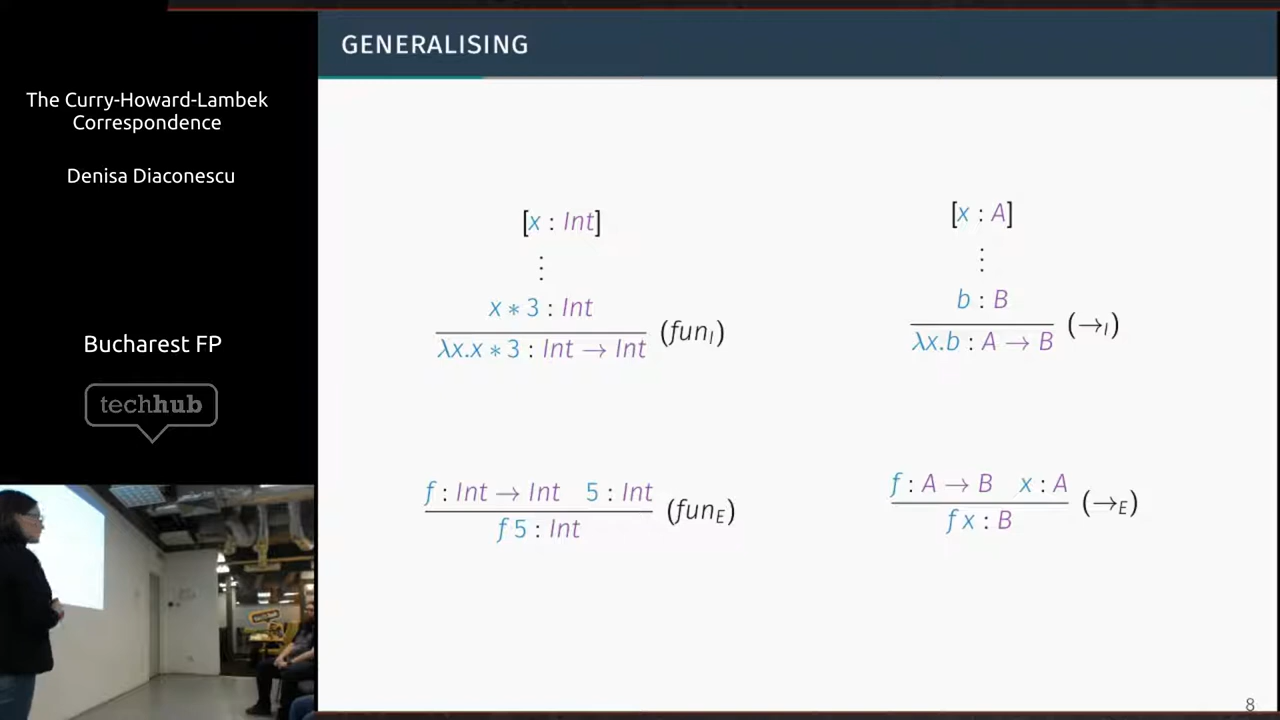 The Curry-Howard-Lambek
Correspondence
Denisa Diaconescu
Bucharest FP
techhub
GENERALISING
[x : Int]
⋮
x ∗ 3 : Int
λx.x ∗ 3 : Int → Int (fun_I)
[x : A]
⋮
b : B
λx.b : A → B (→_I)
f : Int → Int 5 : Int
f 5 : Int (fun_E)
f : A → B x : A
f x : B (→_E)
8